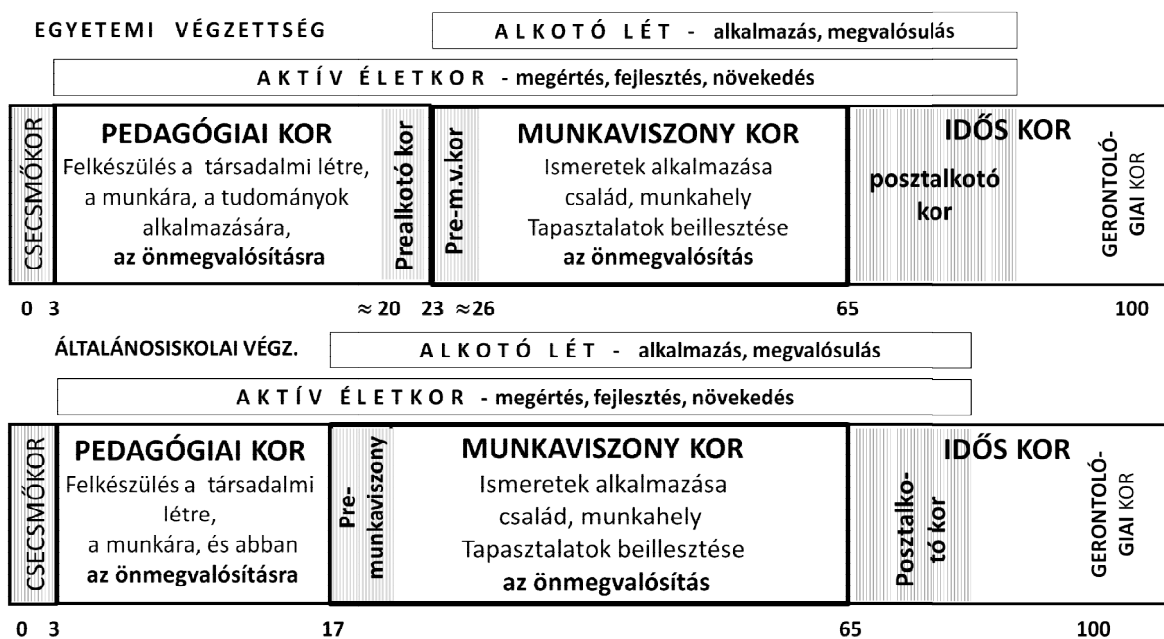 EGYETEMI VÉGZETTSÉG
ALKOTÓ LÉT - alkalmazás, megvalósulás
AKTÍV ÉLETKOR - megértés, fejlesztés, növekedés
CSECSMŐKOR
PEDAGÓGIAI KOR
Felkészülés a társadalmi létre,
a munkára, a tudományok
alkalmazására,
az önmegvalósításra
Prealkotó kor
Pre-m.v.kor
MUNKAVISZONY KOR
Ismeretek alkalmazása
család, munkahely
Tapasztalatok beillesztése
az önmegvalósítás
IDŐS KOR
posztalkotó
kor
GERONTOLÓ-
GIAI KOR
0 3 ≈ 20 23 ≈26 65 100
ÁLTALÁNOSISKOLAI VÉGZ.
ALKOTÓ LÉT - alkalmazás, megvalósulás
AKTÍV ÉLETKOR - megértés, fejlesztés, növekedés
CSECSMŐKOR
PEDAGÓGIAI KOR
Felkészülés a társadalmi
létre,
a munkára, és abban
az önmegvalósításra
Pre-
munkaviszony
MUNKAVISZONY KOR
Ismeretek alkalmazása
család, munkahely
Tapasztalatok beillesztése
az önmegvalósítás
IDŐS KOR
Posztalko-
tó kor
GERONTOLÓ-
GIAI KOR
0 3 17 65 100